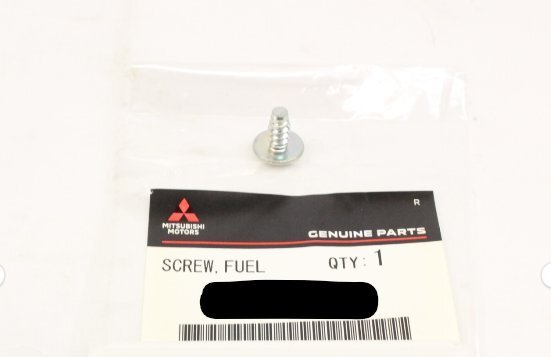 R
MITSUBISHI
MOTORS
GENUINE PARTS
SCREW, FUEL QTY: 1